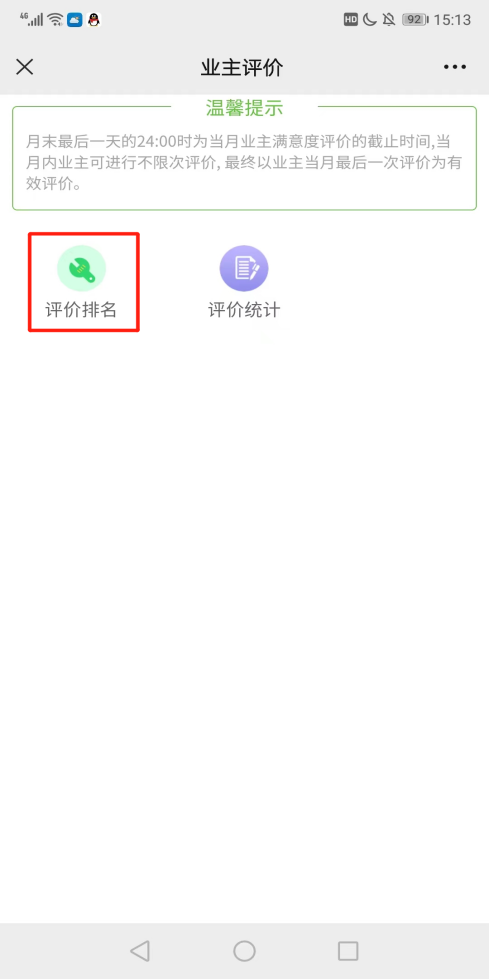 4G HD 92 15:13
业主评价
温馨提示
月末最后一天的24:00时为当月业主满意度评价的截止时间,当
月内业主可进行不限次评价, 最终以业主当月最后一次评价为有
效评价。
评价排名 评价统计